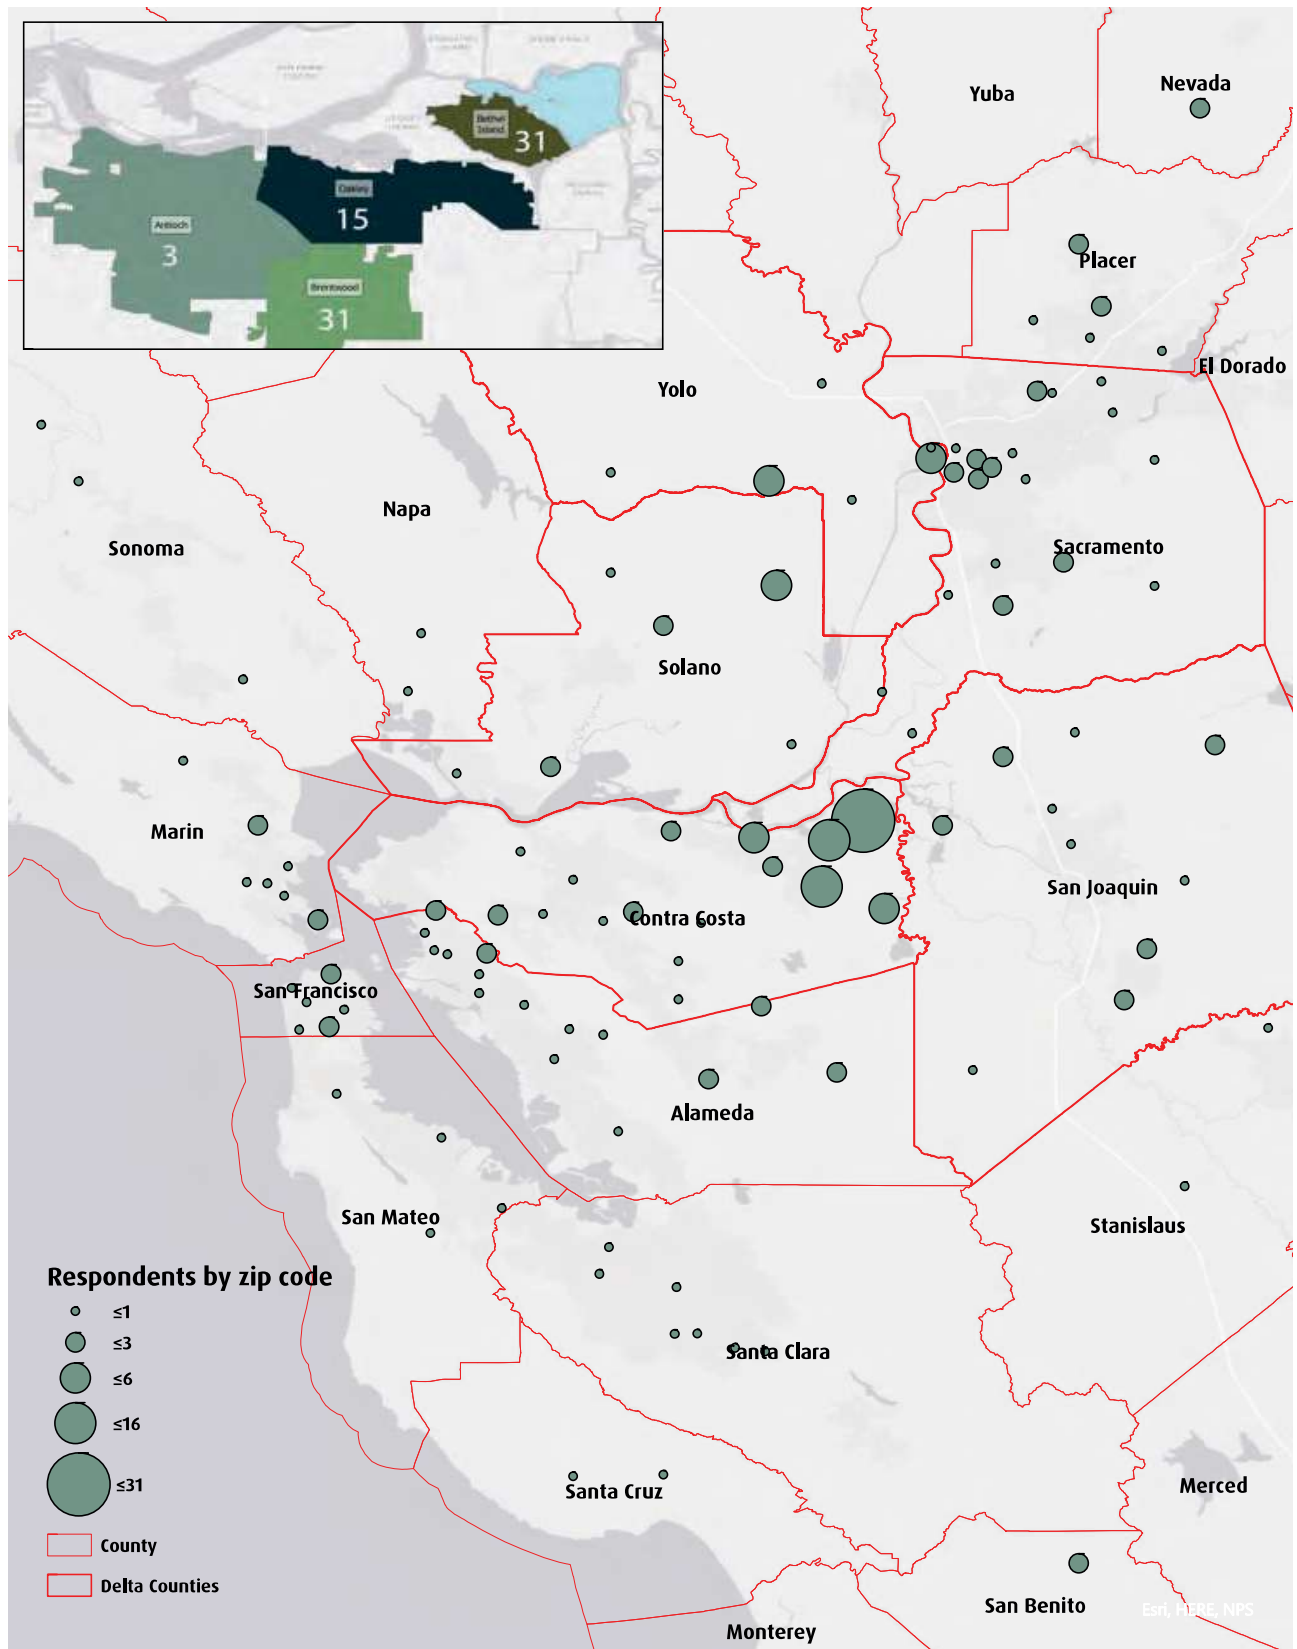 Bethel
Island
31
Oakley
15
Antioch
3
Brentwood
31
Yuba
Nevada
Placer
El Dorado
Yolo
Napa
Sonoma
Sacramento
Solano
Marin
Contra Costa
San Joaquin
San Francisco
Alameda
San Mateo
Stanislaus
Santa Clara
Santa Cruz
Merced
San Benito
Monterey
Respondents by zip code
≤1
≤3
≤6
≤16
≤31
County
Delta Counties
Esri, HERE, NPS